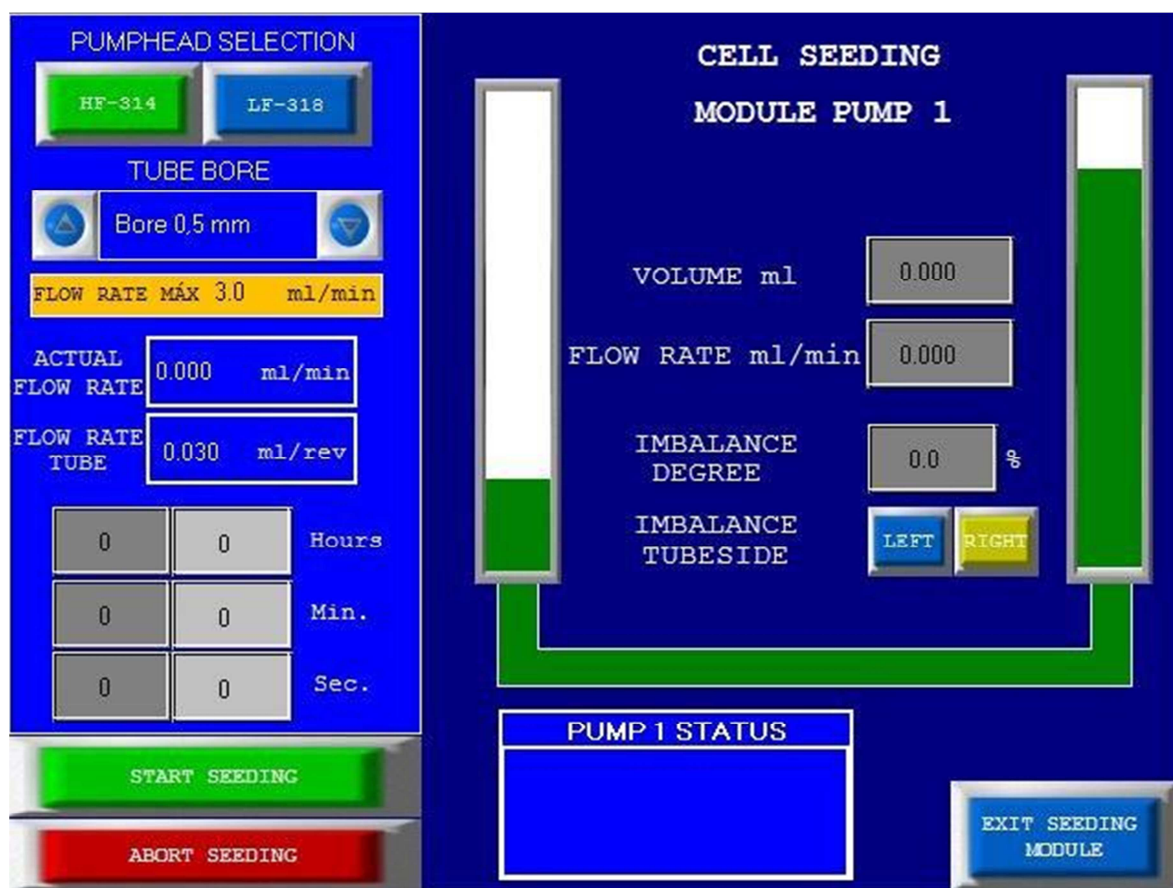 PUMPHEAD SELECTION
HF-314
LF-318
TUBE BORE
Bore 0,5 mm
FLOW RATE MÁX 3.0 ml/min
ACTUAL
FLOW RATE
0.000 ml/min
FLOW RATE
TUBE
0.030 ml/rev
0 0 Hours
0 0 Min.
0 0 Sec.
START SEEDING
ABORT SEEDING
CELL SEEDING
MODULE PUMP 1
VOLUME ml 0.000
FLOW RATE ml/min 0.000
IMBALANCE
DEGREE
0.0 %
IMBALANCE
TUBESIDE
LEFT RIGHT
PUMP 1 STATUS
EXIT SEEDING
MODULE